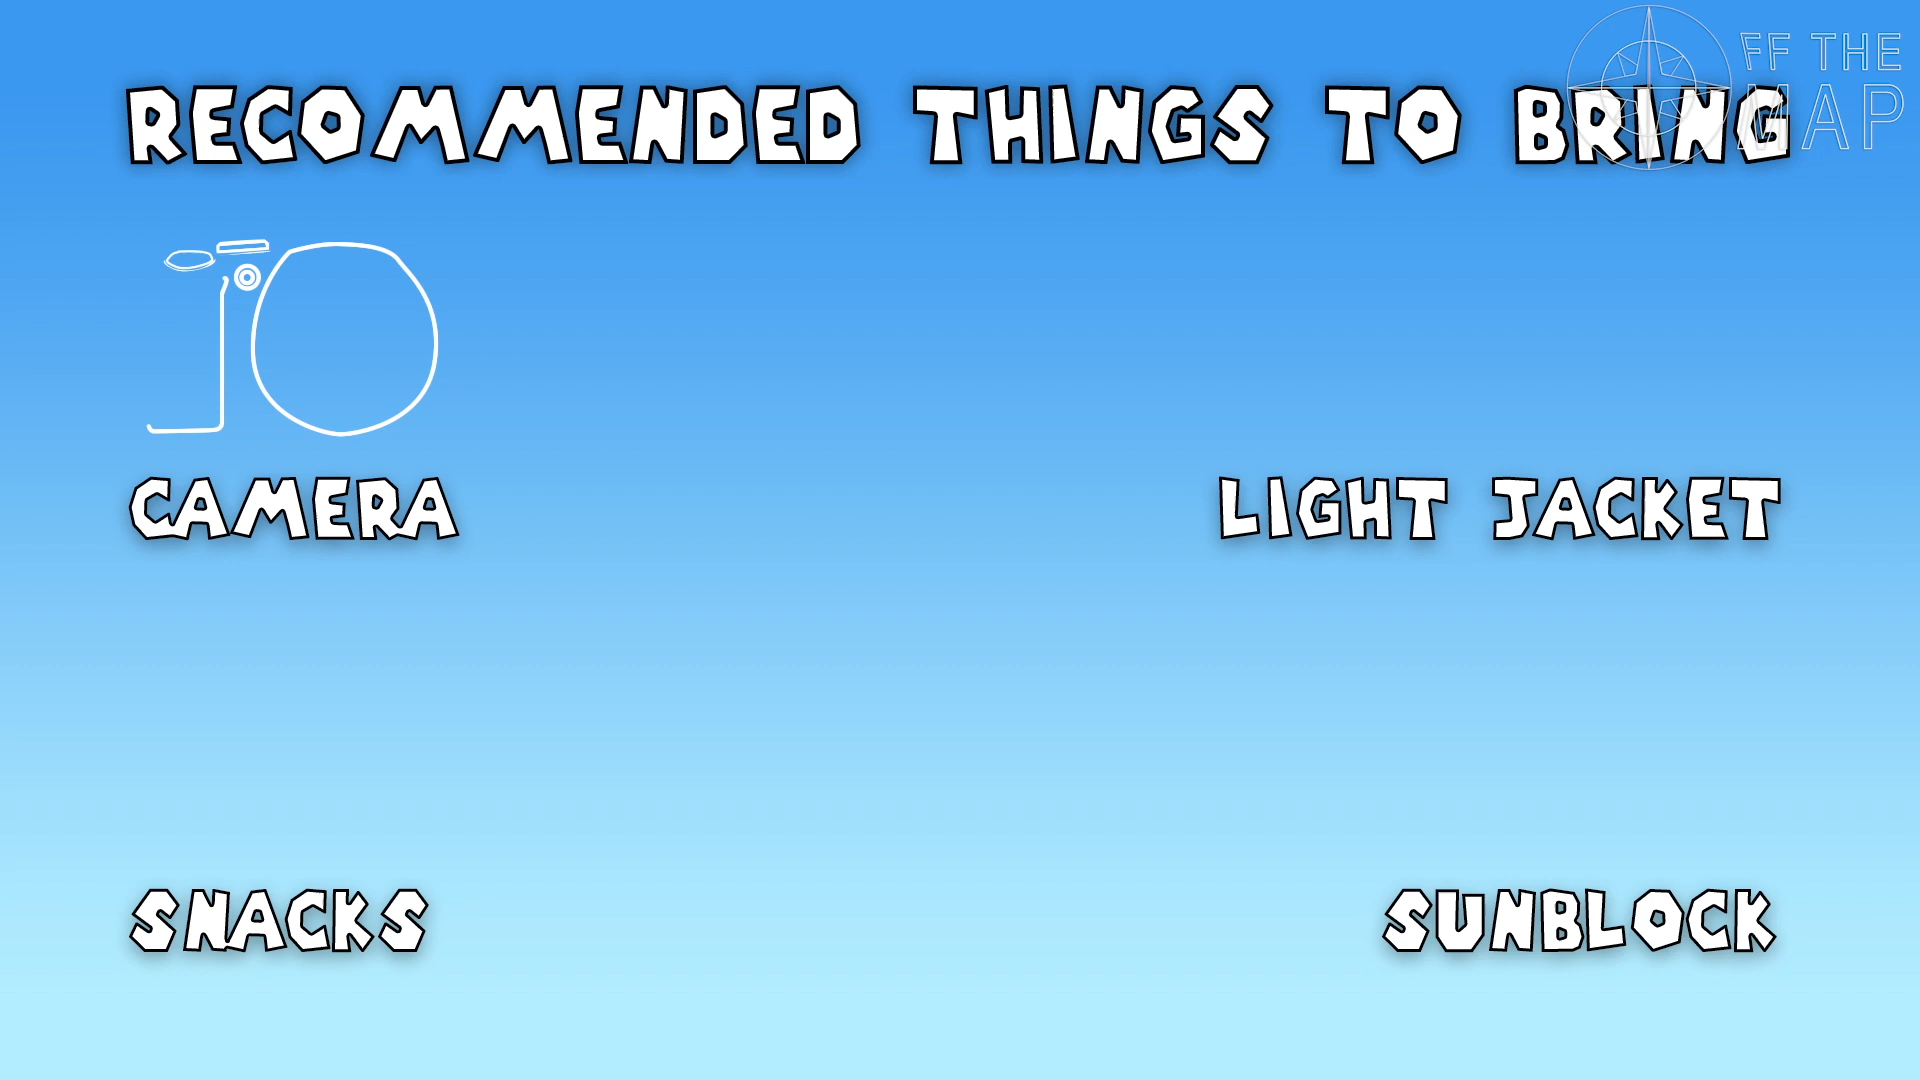 RECOMMENDED THINGS TO BRING
FF THE
MAP
CAMERA
LIGHT JACKET
SNACKS
SUNBLOCK